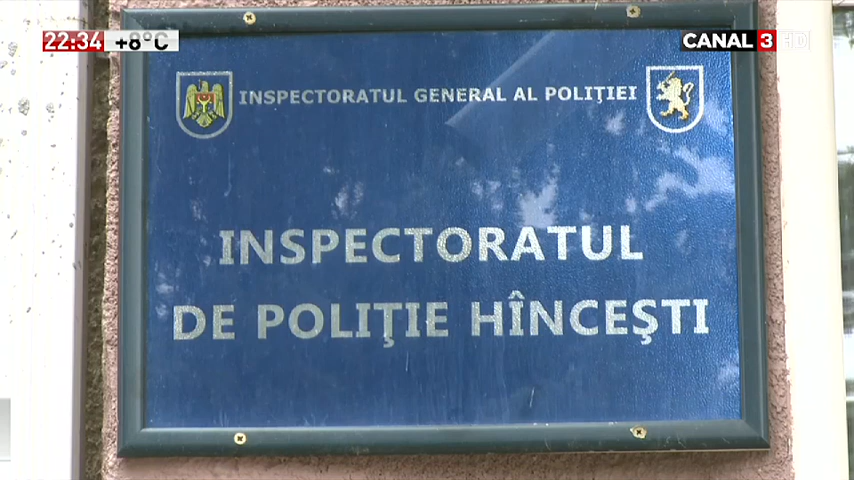 22:34 +8°C
CANAL 3 HD
INSPECTORATUL GENERAL AL POLIŢIEI
INSPECTORATUL
DE POLIŢIE HÎNCEŞTI